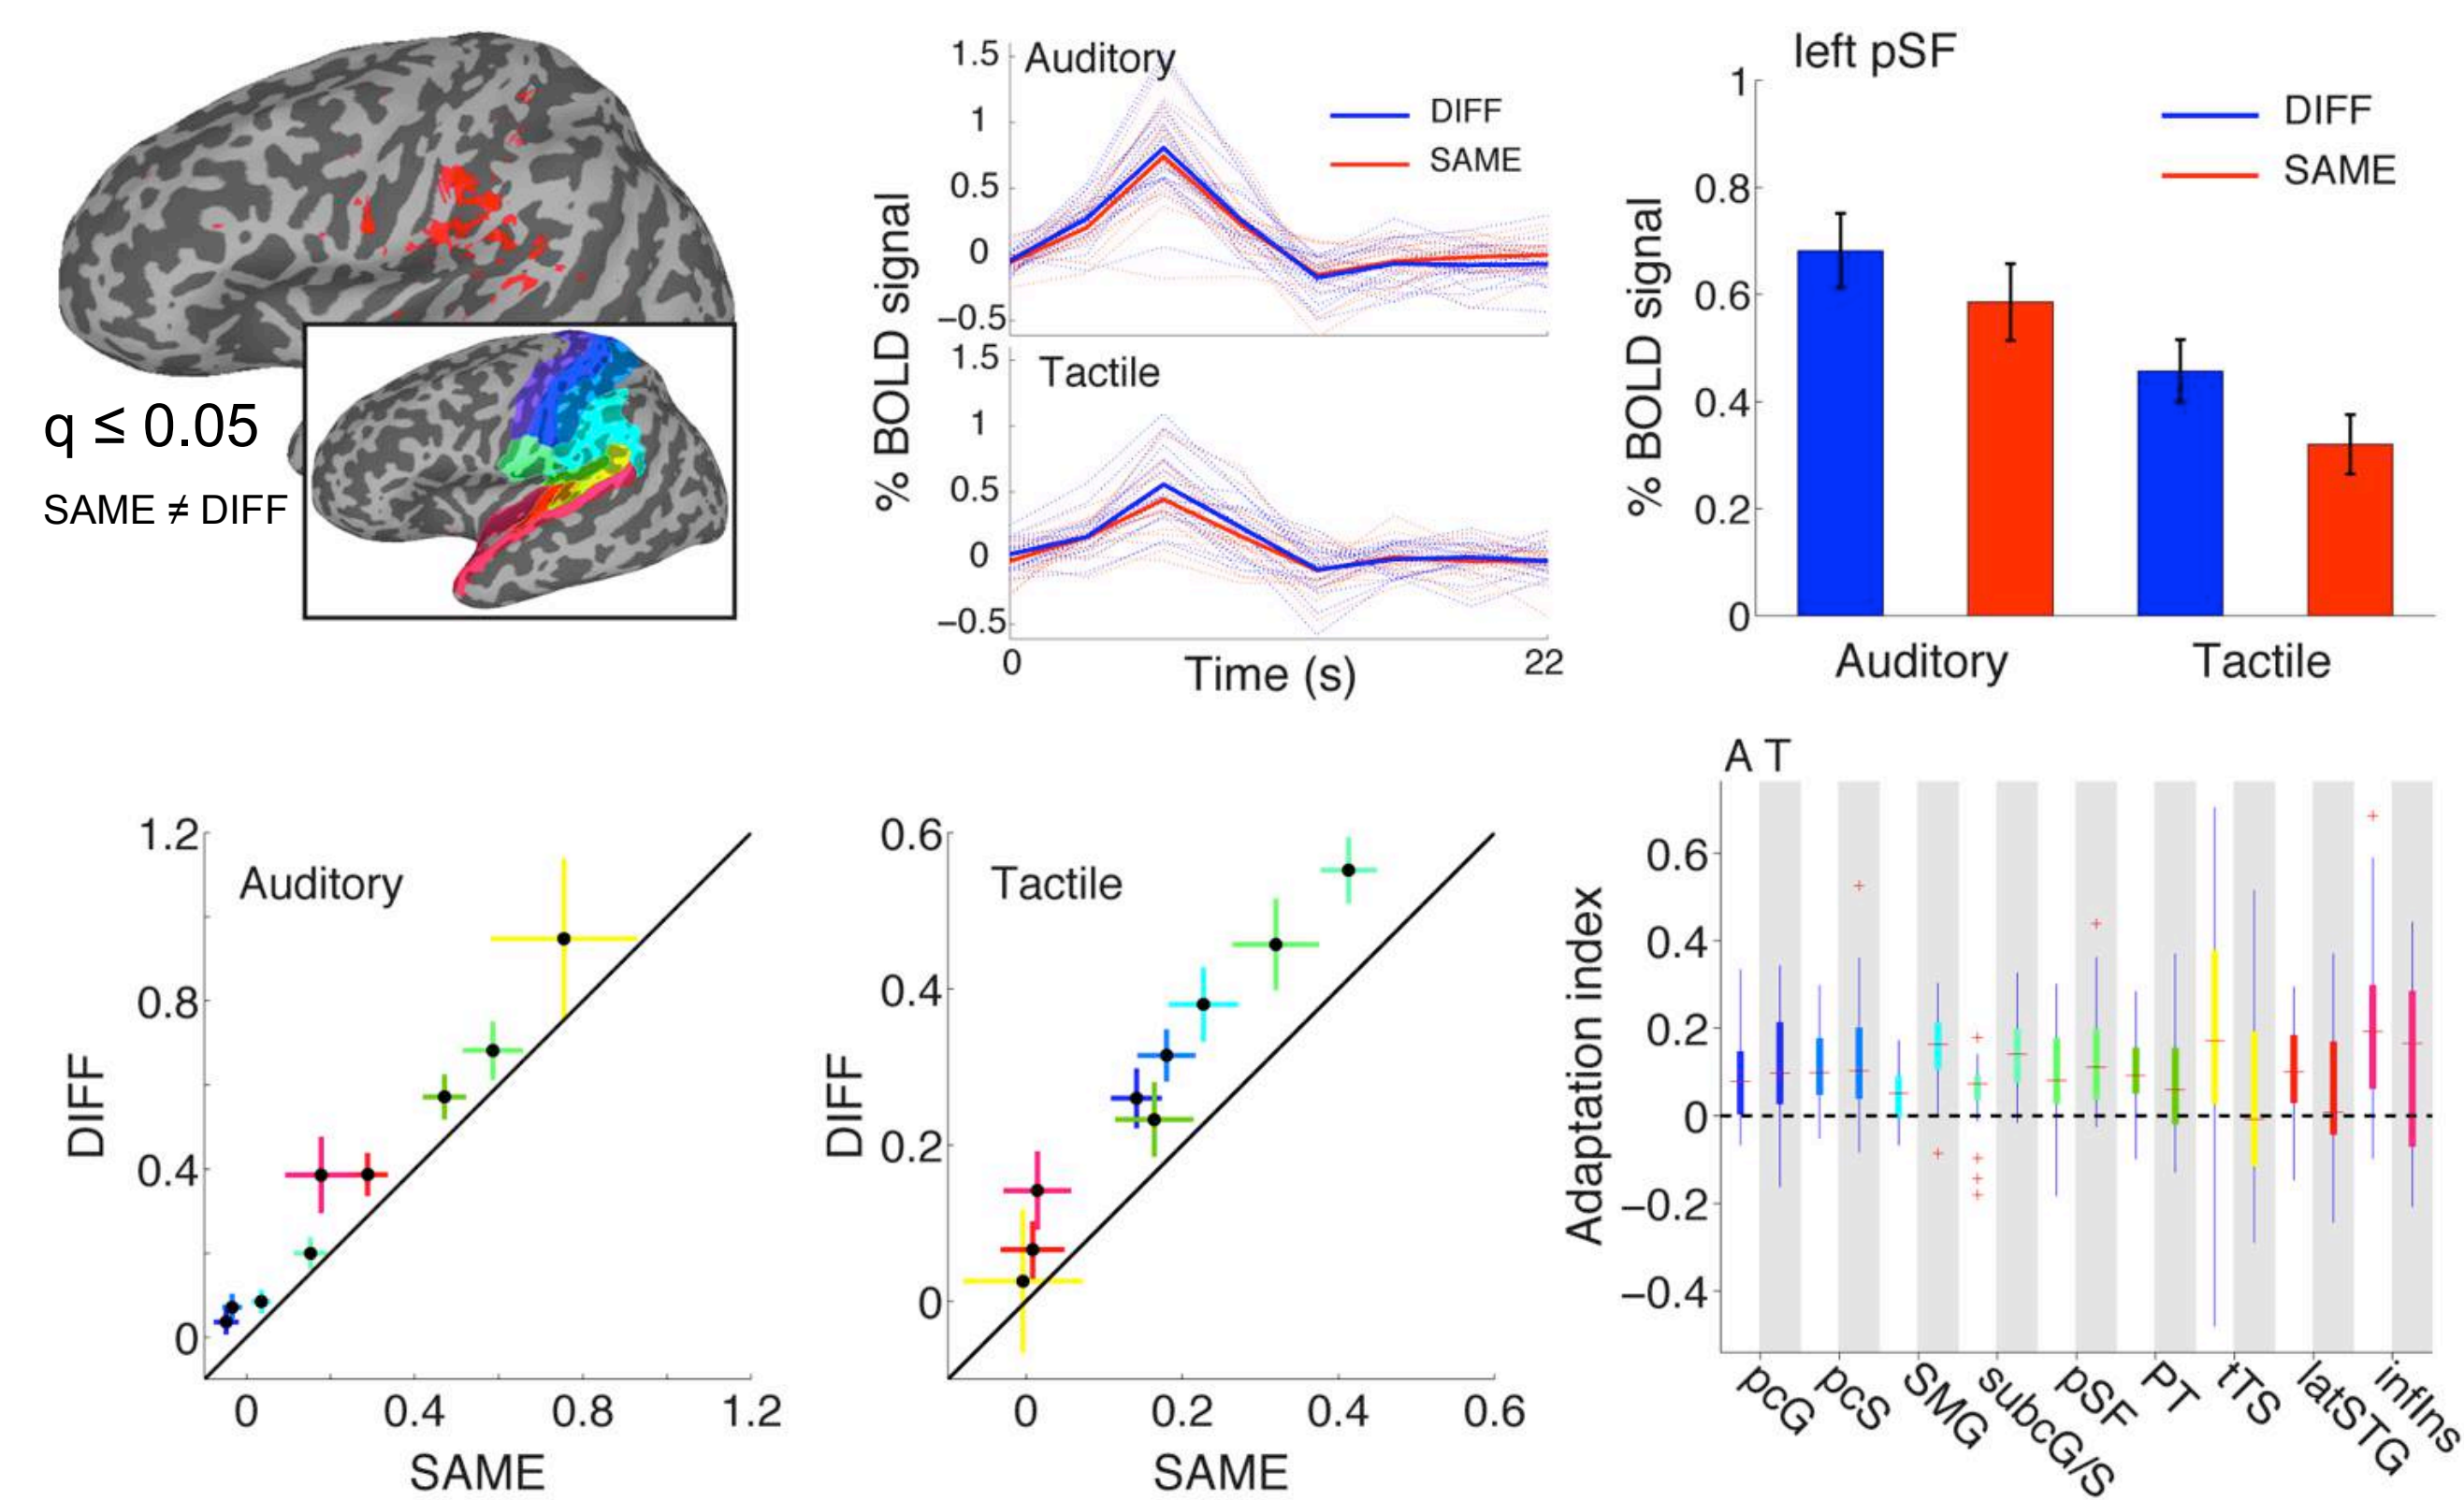 q ≤ 0.05
SAME ≠ DIFF
% BOLD signal
1.5
1
0.5
0
−0.5
Auditory
DIFF
SAME
1.5
1
0.5
0
−0.5
Tactile
0
22
Time (s)
left pSF
% BOLD signal
1
0.8
0.6
0.4
0.2
0
DIFF
SAME
Auditory
Tactile
Auditory
DIFF
1.2
0.8
0.4
0
0
0.4
0.8
1.2
SAME
Tactile
DIFF
0.6
0.4
0.2
0
0
0.2
0.4
0.6
SAME
A T
Adaptation index
0.6
0.4
0.2
0
−0.2
−0.4
pcG
pcS
SMG
subcG/S
pSF
PT
tTS
latSTG
infIns